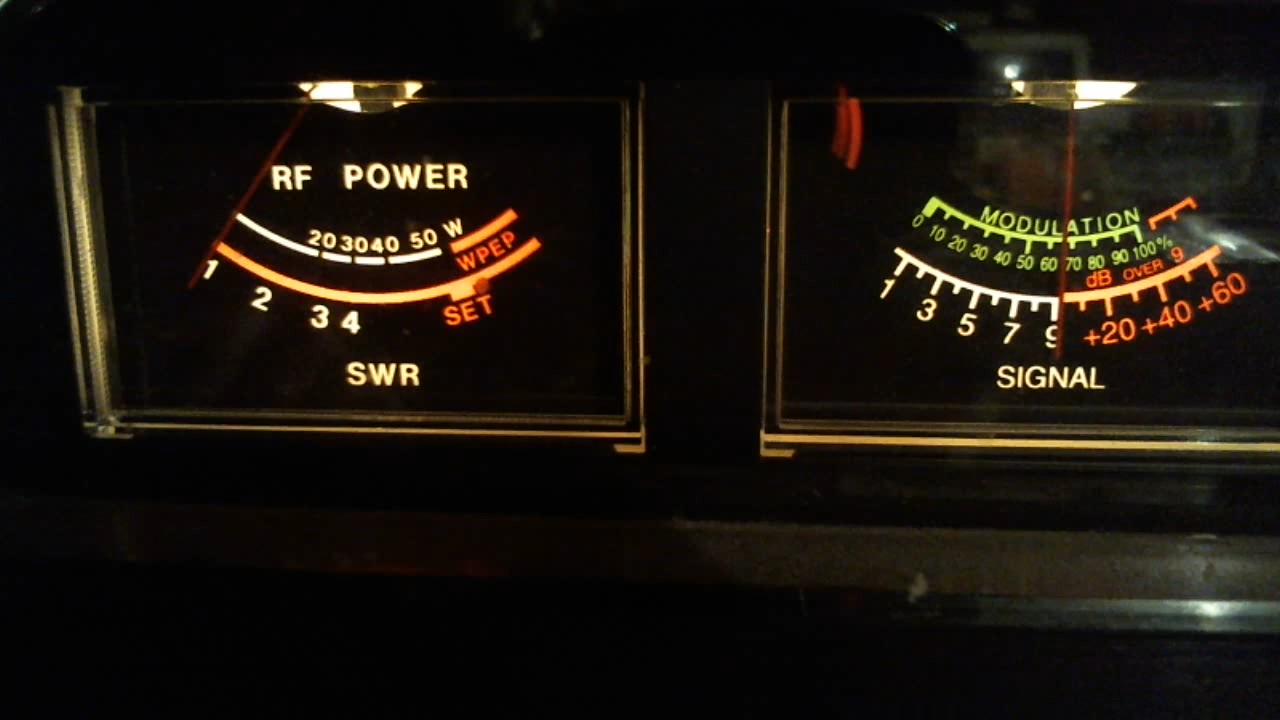 RF POWER
20 30 40 50 W
WPEP
1 2 3 4 SET
SWR
MODULATION
0 10 20 30 40 50 60 70 80 90 100%
dB OVER 9
1 3 5 7 9 +20 +40 +60
SIGNAL